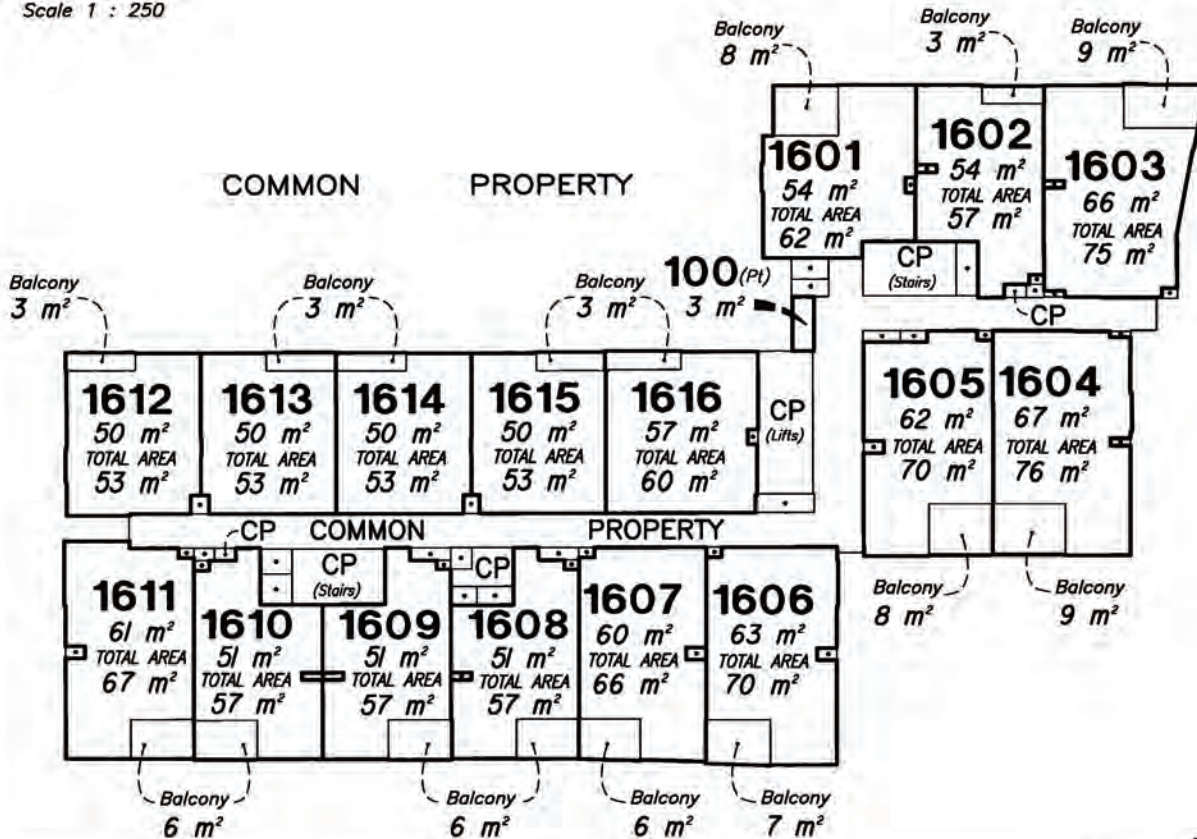 Scale 1 : 250
Balcony
8 m²
Balcony
3 m²
Balcony
9 m²
1601
54 m²
TOTAL AREA
62 m²
1602
54 m²
TOTAL AREA
57 m²
1603
66 m²
TOTAL AREA
75 m²
COMMON PROPERTY
CP
(Stairs)
CP
100 (Pt)
3 m²
Balcony
3 m²
Balcony
3 m²
Balcony
3 m²
1612
50 m²
TOTAL AREA
53 m²
1613
50 m²
TOTAL AREA
53 m²
1614
50 m²
TOTAL AREA
53 m²
1615
50 m²
TOTAL AREA
53 m²
1616
57 m²
TOTAL AREA
60 m²
CP
(Lifts)
1605
62 m²
TOTAL AREA
70 m²
1604
67 m²
TOTAL AREA
76 m²
CP COMMON PROPERTY
CP
(Stairs)
CP
1611
61 m²
TOTAL AREA
67 m²
1610
51 m²
TOTAL AREA
57 m²
1609
51 m²
TOTAL AREA
57 m²
1608
51 m²
TOTAL AREA
57 m²
1607
60 m²
TOTAL AREA
66 m²
1606
63 m²
TOTAL AREA
70 m²
Balcony
8 m²
Balcony
9 m²
Balcony
6 m²
Balcony
6 m²
Balcony
6 m²
Balcony
7 m²